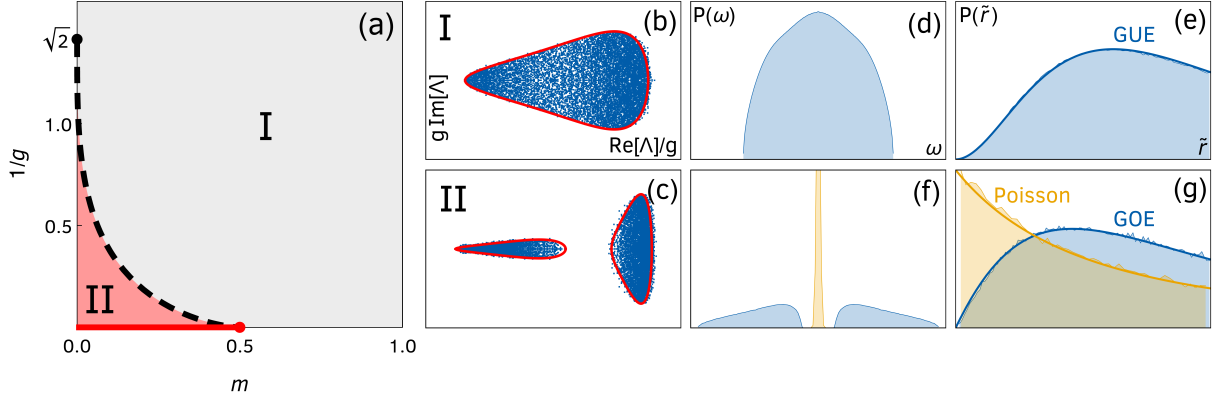 (a)
√2
1.0
0.5
1/g
I
II
0.0 0.5 1.0
m
I (b)
g Im[Λ]
Re[Λ]/g
II (c)
P(ω) (d)
ω
P(r̃) (e)
GUE
r̃
(f)
Poisson (g)
GOE